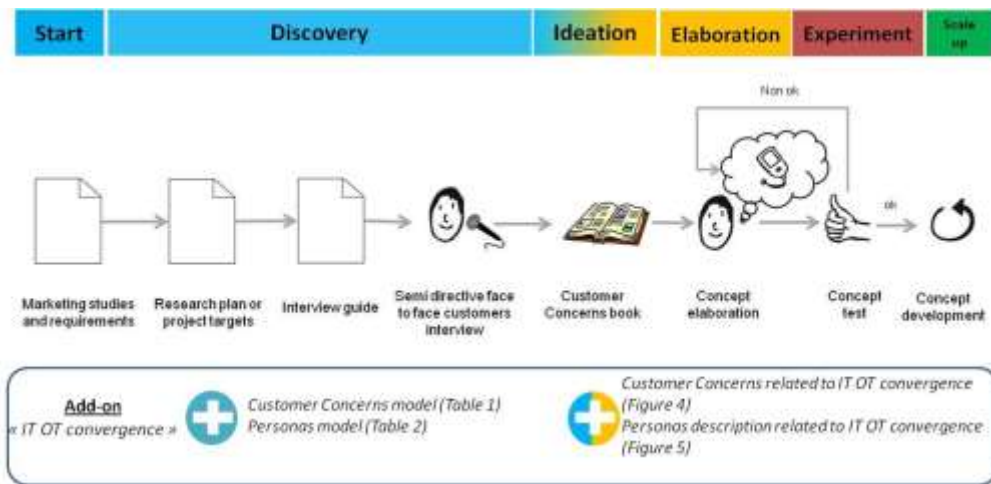 Start
Discovery
Ideation
Elaboration
Experiment
Scale
up
Non ok
ok
Marketing studies
and requirements
Research plan or
project targets
Interview guide
Semi directive face
to face customers
interview
Customer
Concerns book
Concept
elaboration
Concept
test
Concept
development
Add-on
« IT OT convergence »
Customer Concerns model (Table 1)
Personas model (Table 2)
Customer Concerns related to IT OT convergence
(Figure 4)
Personas description related to IT OT convergence
(Figure 5)